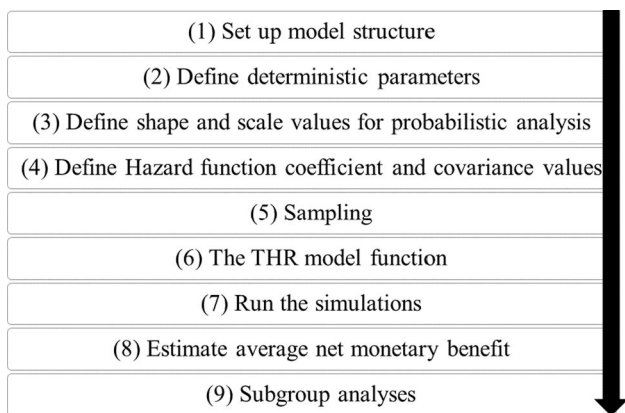 (1) Set up model structure
(2) Define deterministic parameters
(3) Define shape and scale values for probabilistic analysis
(4) Define Hazard function coefficient and covariance values
(5) Sampling
(6) The THR model function
(7) Run the simulations
(8) Estimate average net monetary benefit
(9) Subgroup analyses